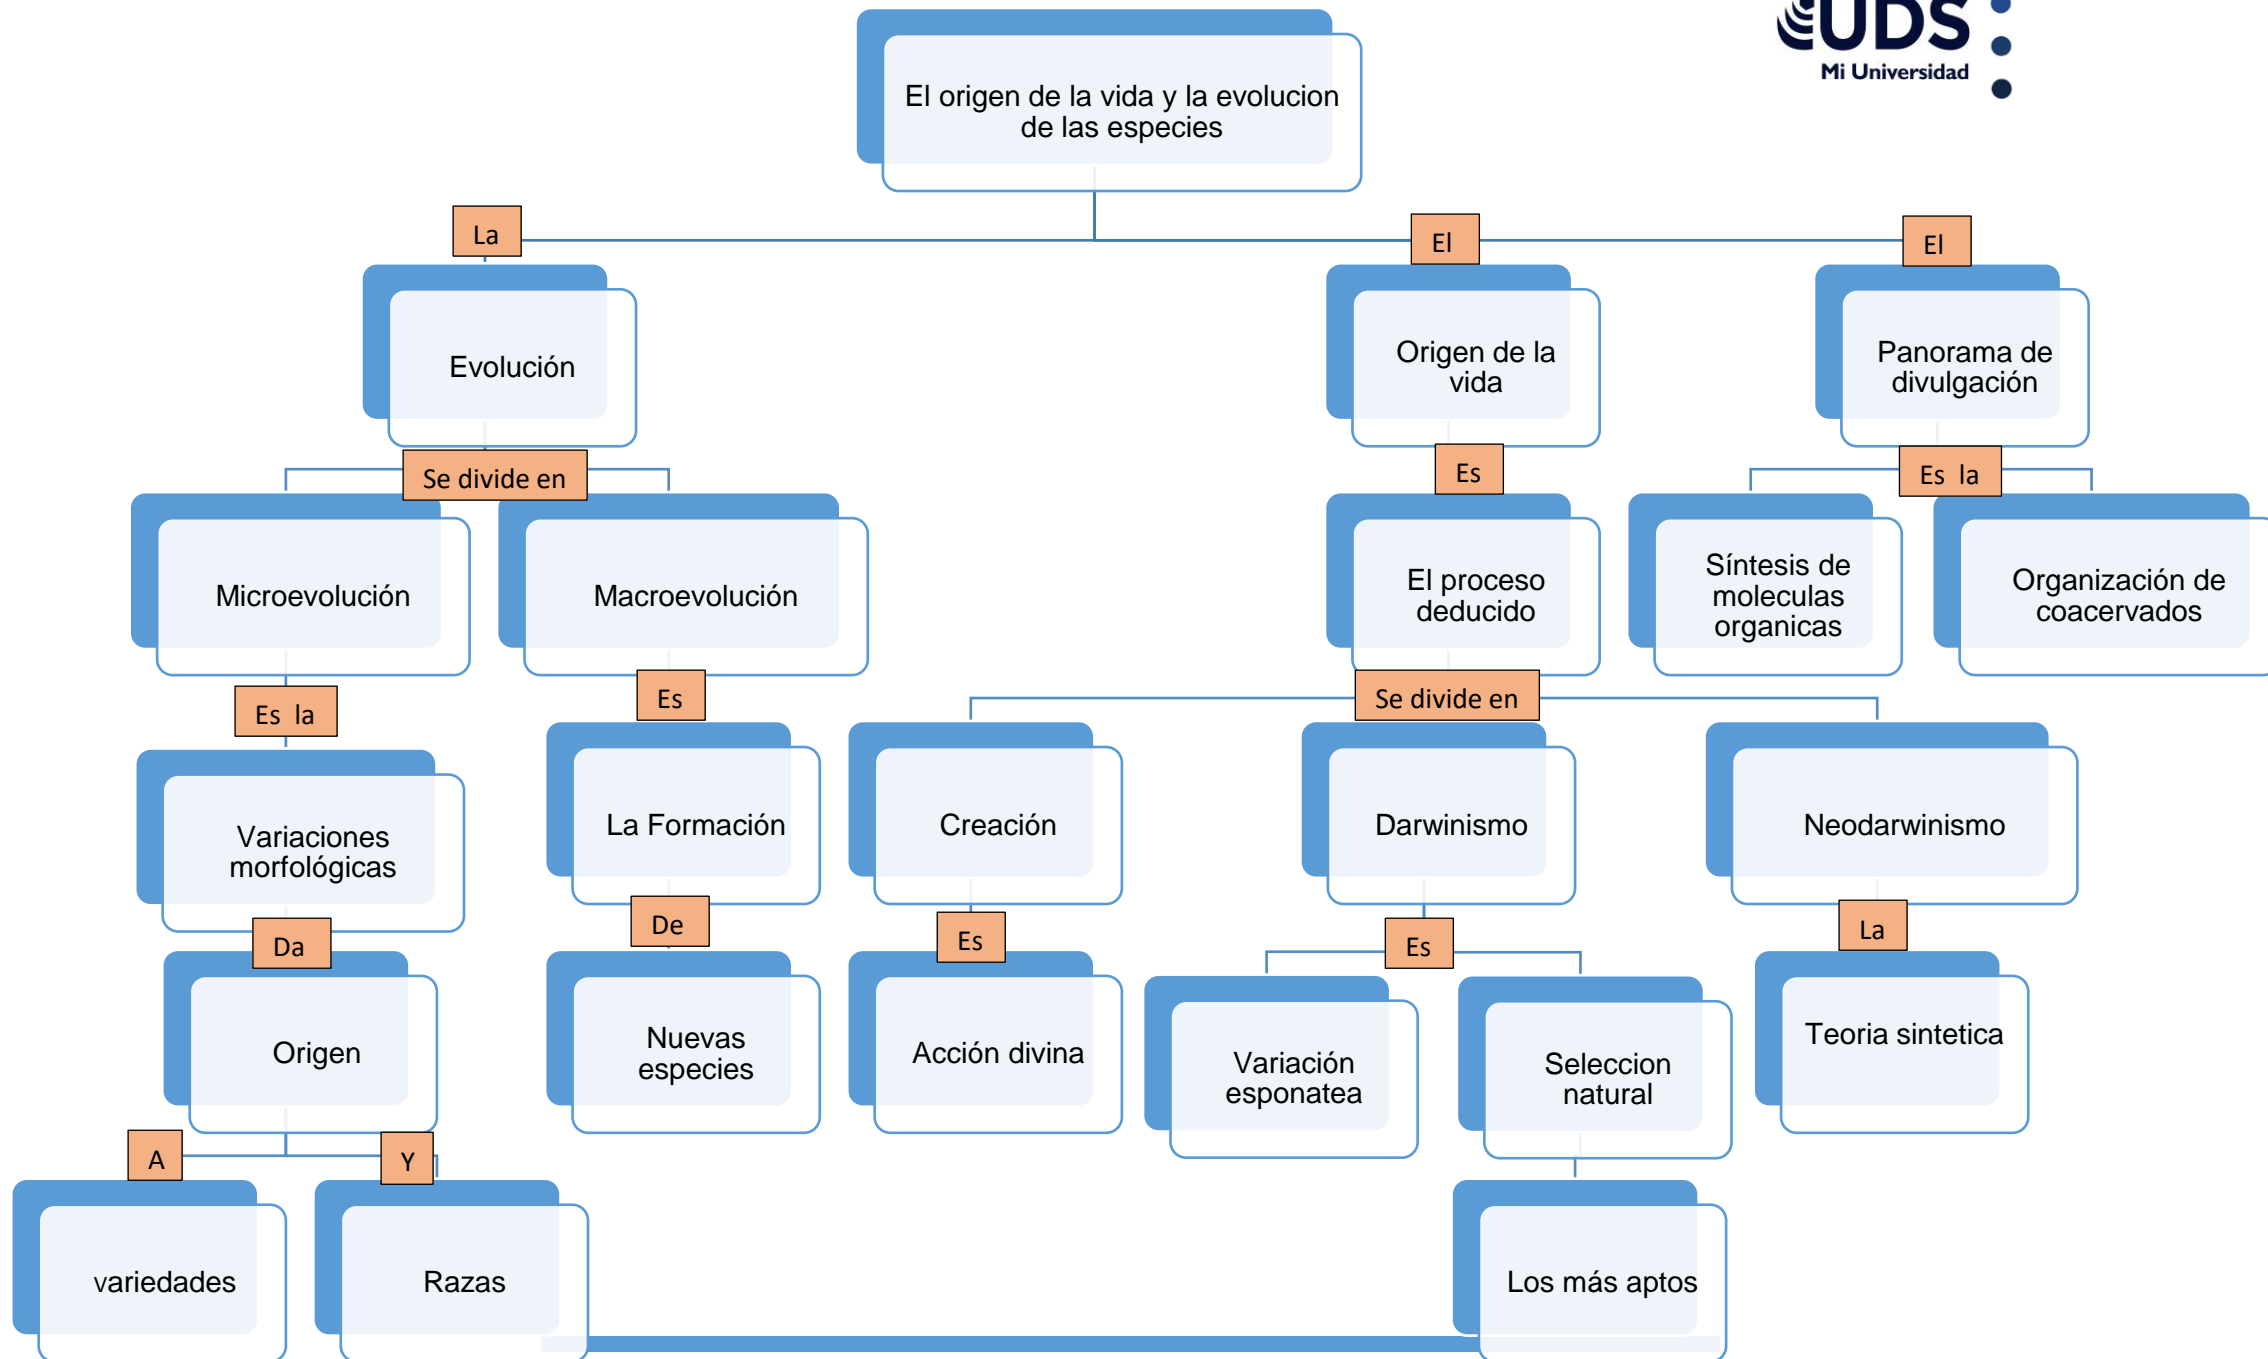 UDS
Mi Universidad
El origen de la vida y la evolucion
de las especies
La
El
El
Evolución
Origen de la
vida
Panorama de
divulgación
Se divide en
Es
Es la
Microevolución
Macroevolución
El proceso
deducido
Síntesis de
moleculas
organicas
Organización de
coacervados
Es la
Es
Se divide en
Variaciones
morfológicas
La Formación
Creación
Darwinismo
Neodarwinismo
Da
De
Es
Es
La
Origen
Nuevas
especies
Acción divina
Variación
esponatea
Seleccion
natural
Teoria sintetica
A
Y
variedades
Razas
Los más aptos